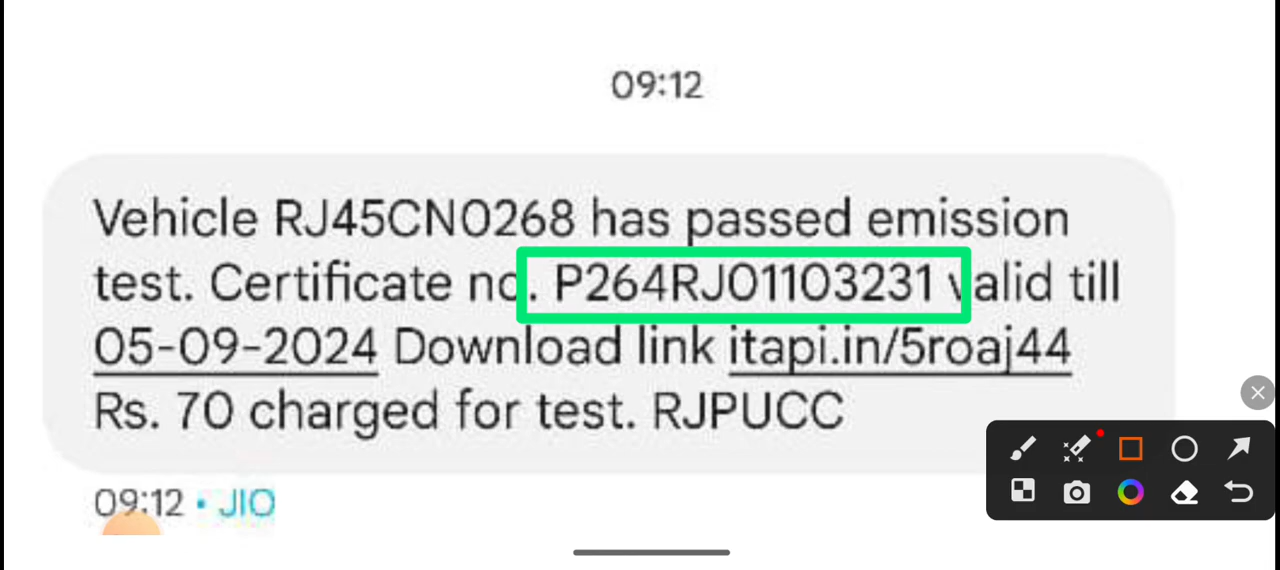 09:12
Vehicle RJ45CN0268 has passed emission
test. Certificate no. P264RJ01103231 valid till
05-09-2024 Download link itapi.in/5roaj44
Rs. 70 charged for test. RJPUCC
09:12 • JIO